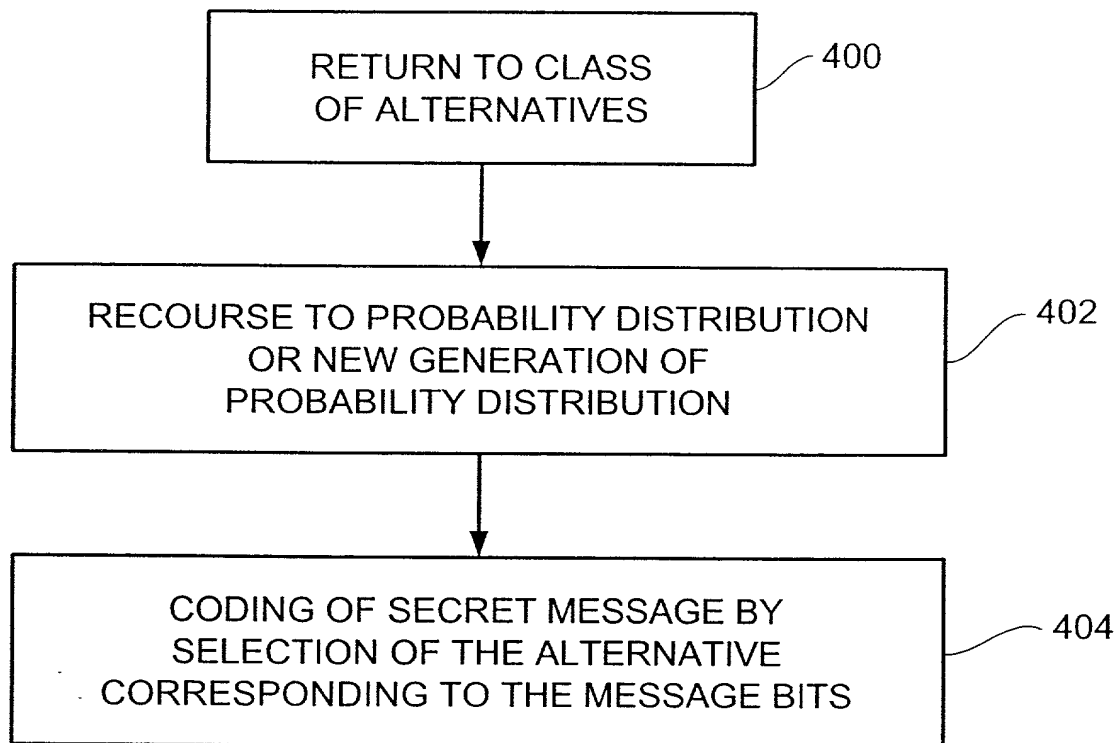 RETURN TO CLASS
OF ALTERNATIVES
400
RECOURSE TO PROBABILITY DISTRIBUTION
OR NEW GENERATION OF
PROBABILITY DISTRIBUTION
402
CODING OF SECRET MESSAGE BY
SELECTION OF THE ALTERNATIVE
CORRESPONDING TO THE MESSAGE BITS
404